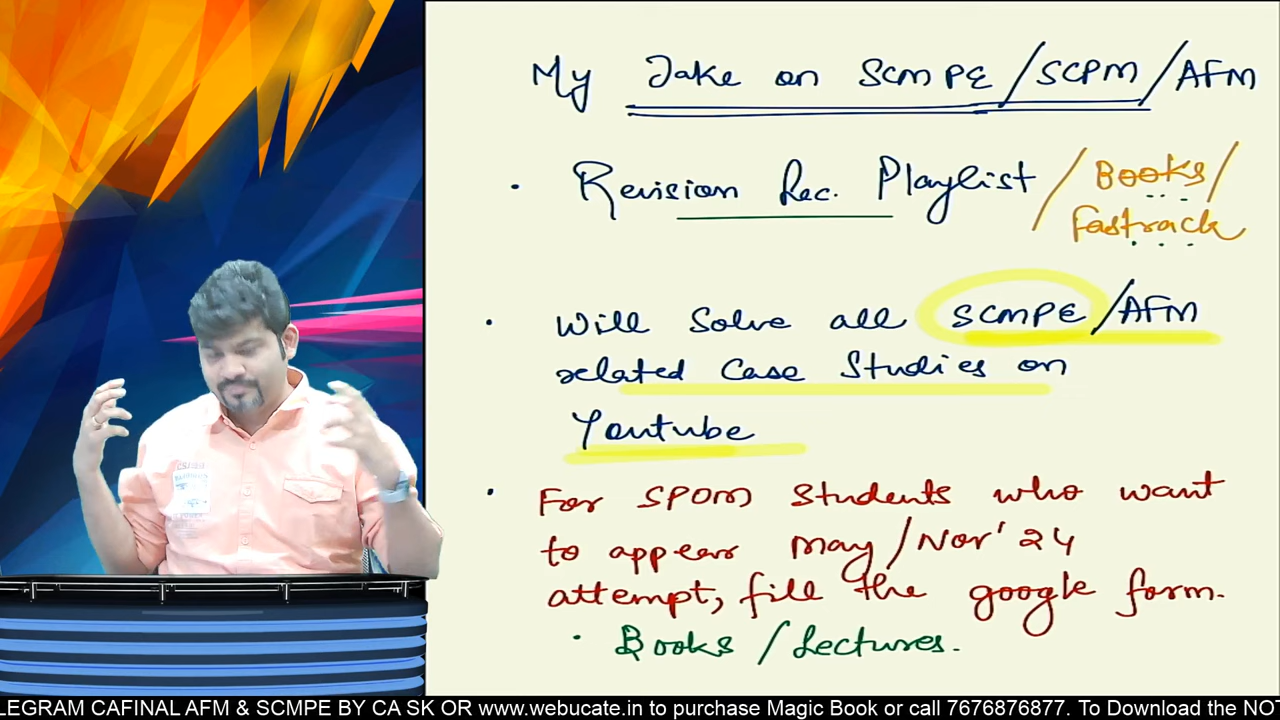 My Take on SCMPE/SCPM/AFM
• Revision Rec. Playlist / Books/
Fastrack
• Will Solve all SCMPE/AFM
related Case Studies on
Youtube
• For SPOM Students who want
to appear May/Nov'24
attempt, fill the google form.
• Books / Lectures.
LEGRAM CAFINAL AFM & SCMPE BY CA SK OR www.webucate.in to purchase Magic Book or call 7676876877. To Download the NO